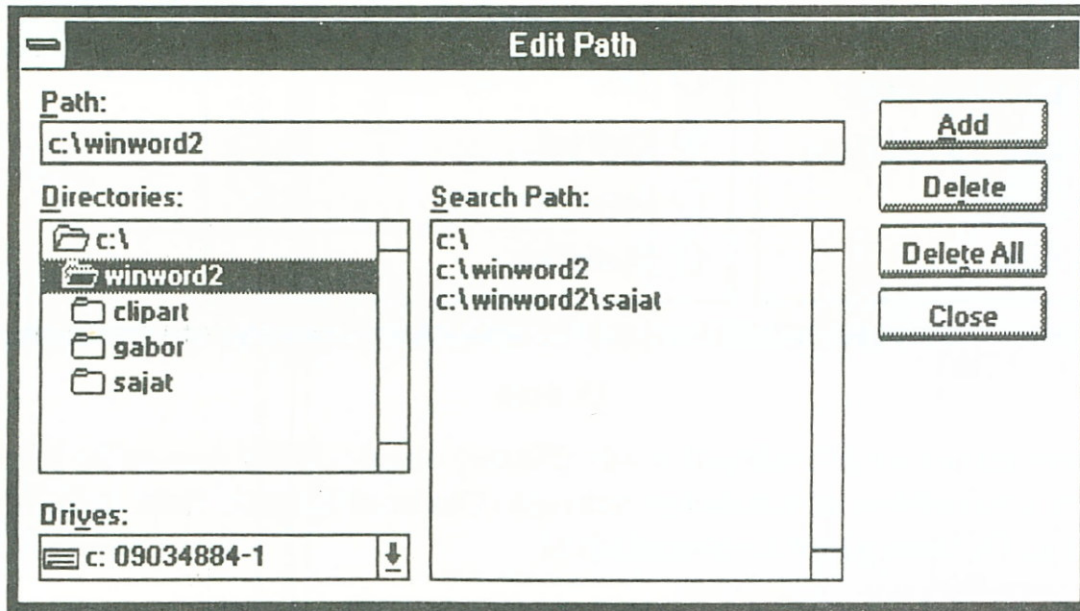 Edit Path
Path:
c:\winword2
Directories:
c:\
winword2
clipart
gabor
sajat
Drives:
c: 09034884-1
Search Path:
c:\
c:\winword2
c:\winword2\sajat
Add
Delete
Delete All
Close